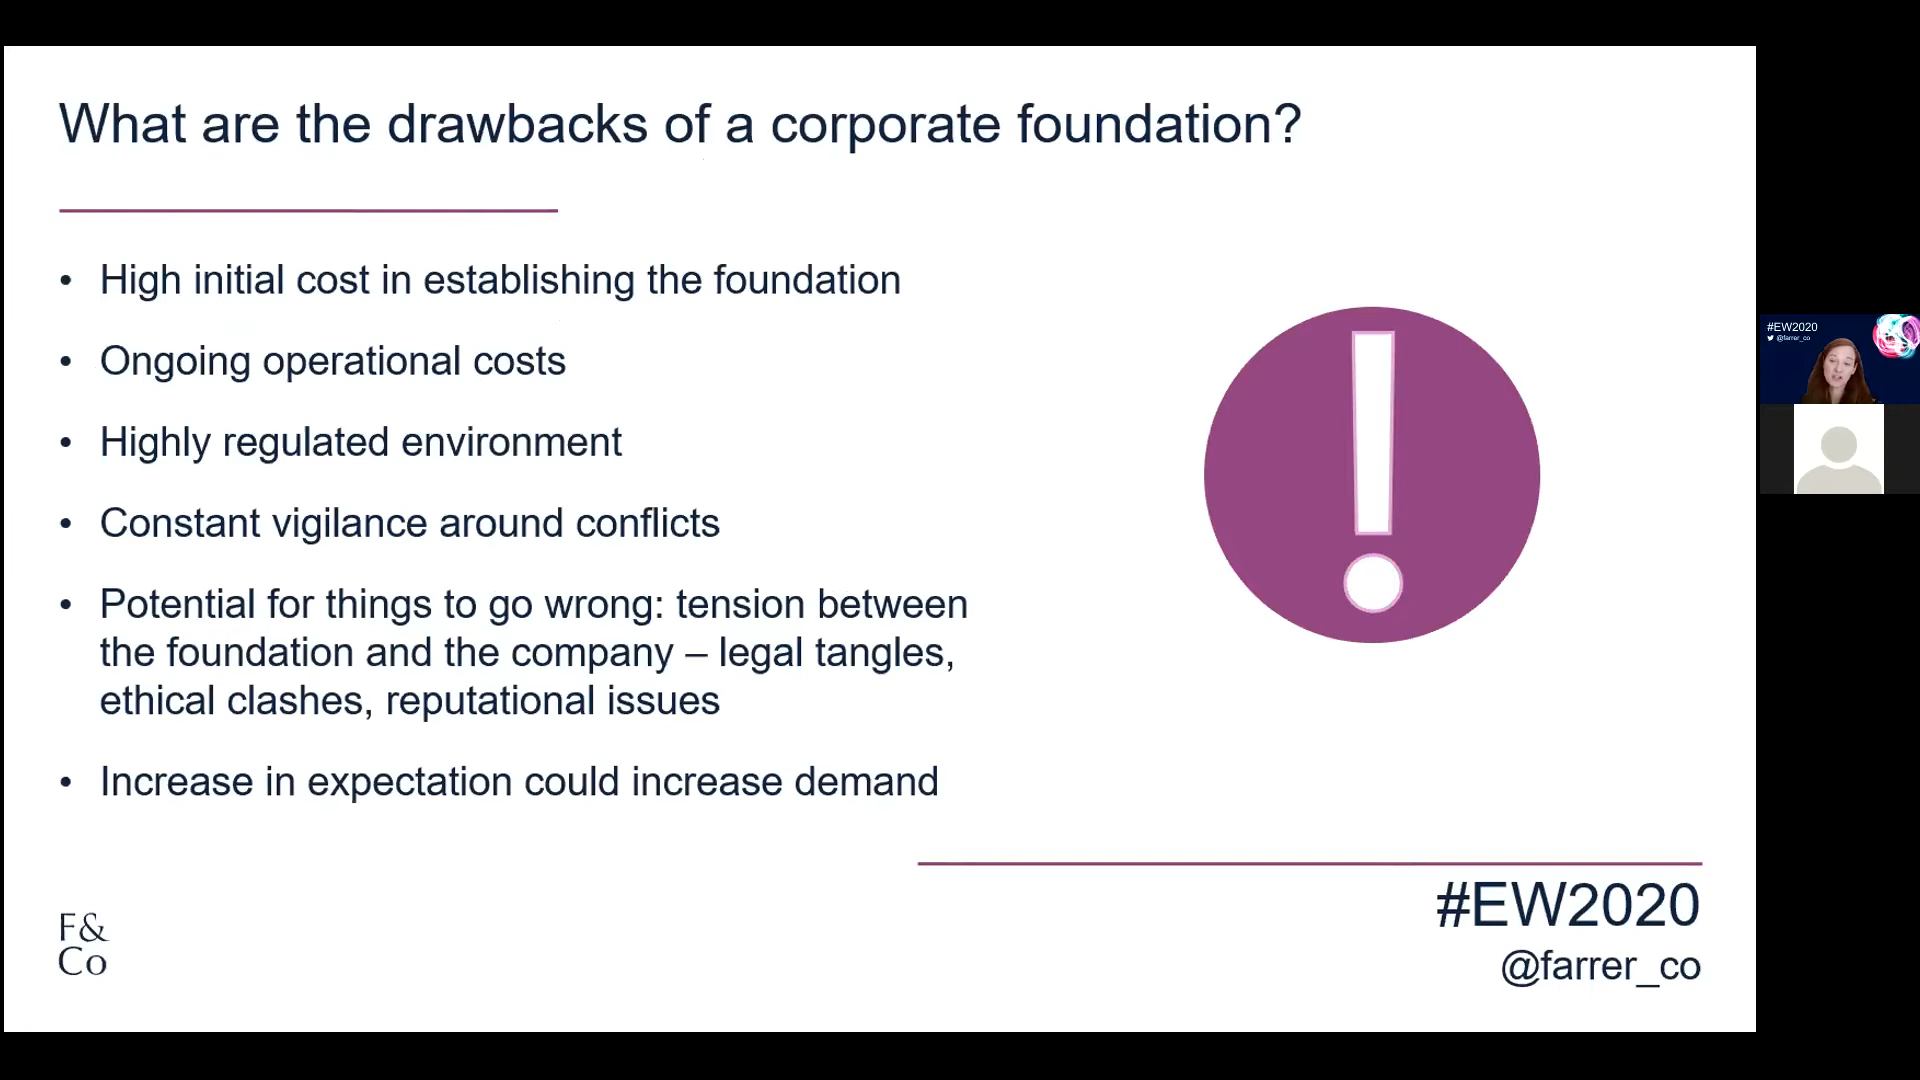 What are the drawbacks of a corporate foundation?
• High initial cost in establishing the foundation
• Ongoing operational costs
• Highly regulated environment
• Constant vigilance around conflicts
• Potential for things to go wrong: tension between
the foundation and the company – legal tangles,
ethical clashes, reputational issues
• Increase in expectation could increase demand
F&
Co
#EW2020
@farrer_co
#EW2020
@farrer_co